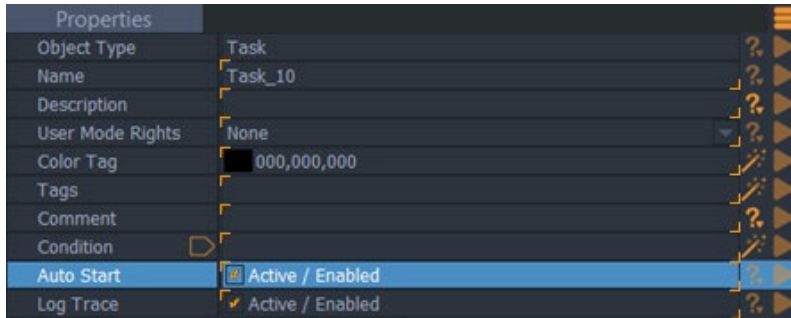 Properties
Object Type Task
Name Task_10
Description
User Mode Rights None
Color Tag 000,000,000
Tags
Comment
Condition
Auto Start Active / Enabled
Log Trace Active / Enabled